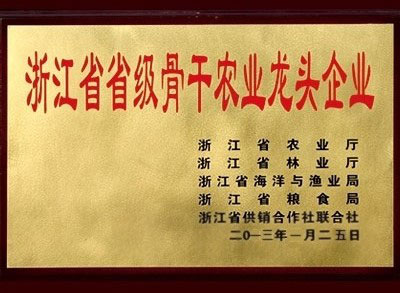 浙江省省级骨干农业龙头企业
浙江省农业厅
浙江省林业厅
浙江省海洋与渔业局
浙江省粮食局
浙江省供销合作社联合社
二〇一三年一月二五日